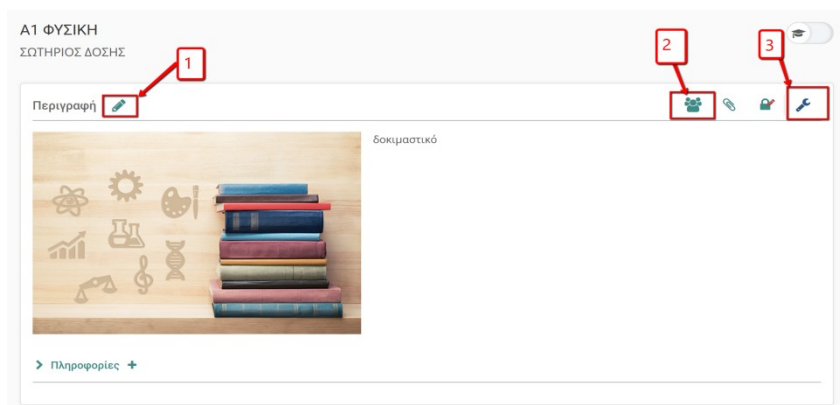 Α1 ΦΥΣΙΚΗ
ΣΩΤΗΡΙΟΣ ΔΟΣΗΣ
1
2
3
Περιγραφή
δοκιμαστικό
Πληροφορίες